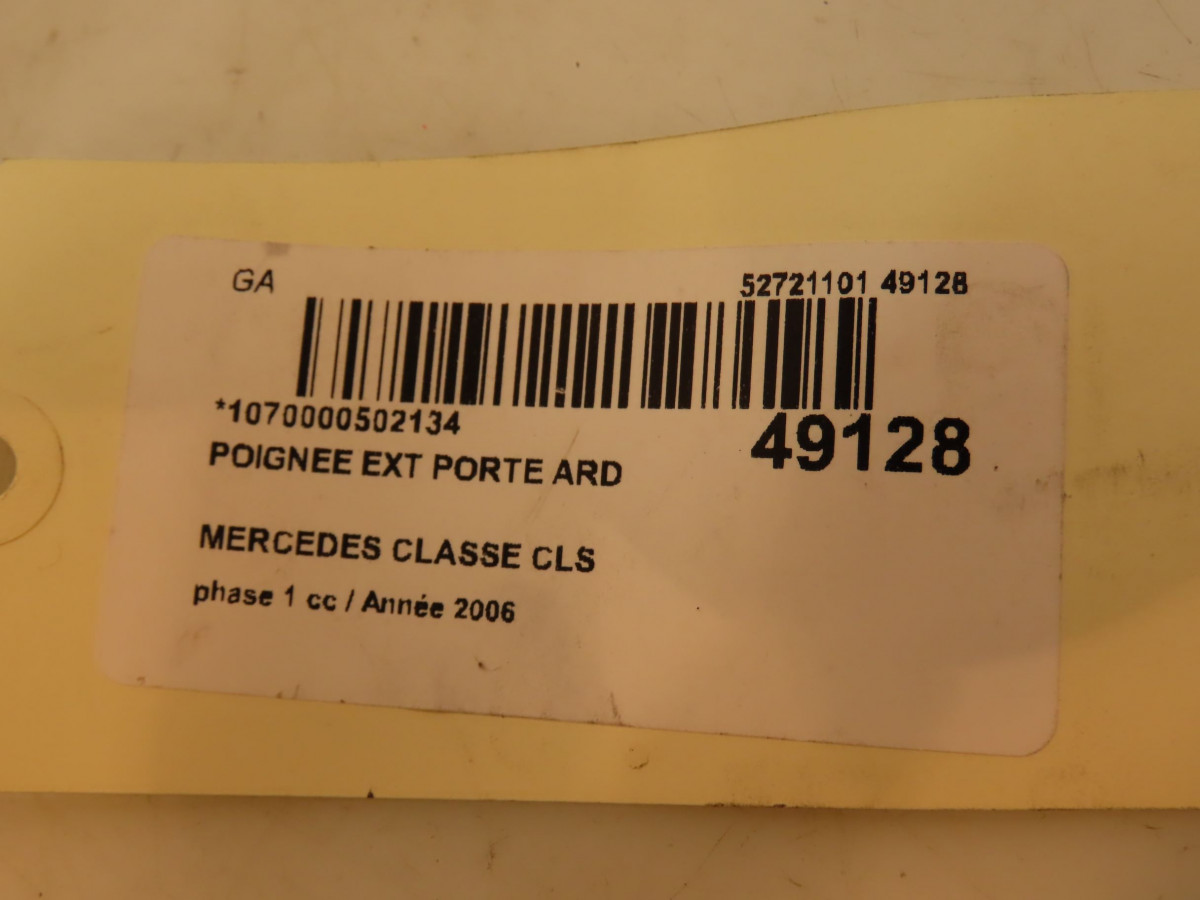 GA 52721101 49128
*1070000502134
49128
POIGNEE EXT PORTE ARD
MERCEDES CLASSE CLS
phase 1 cc / Année 2006